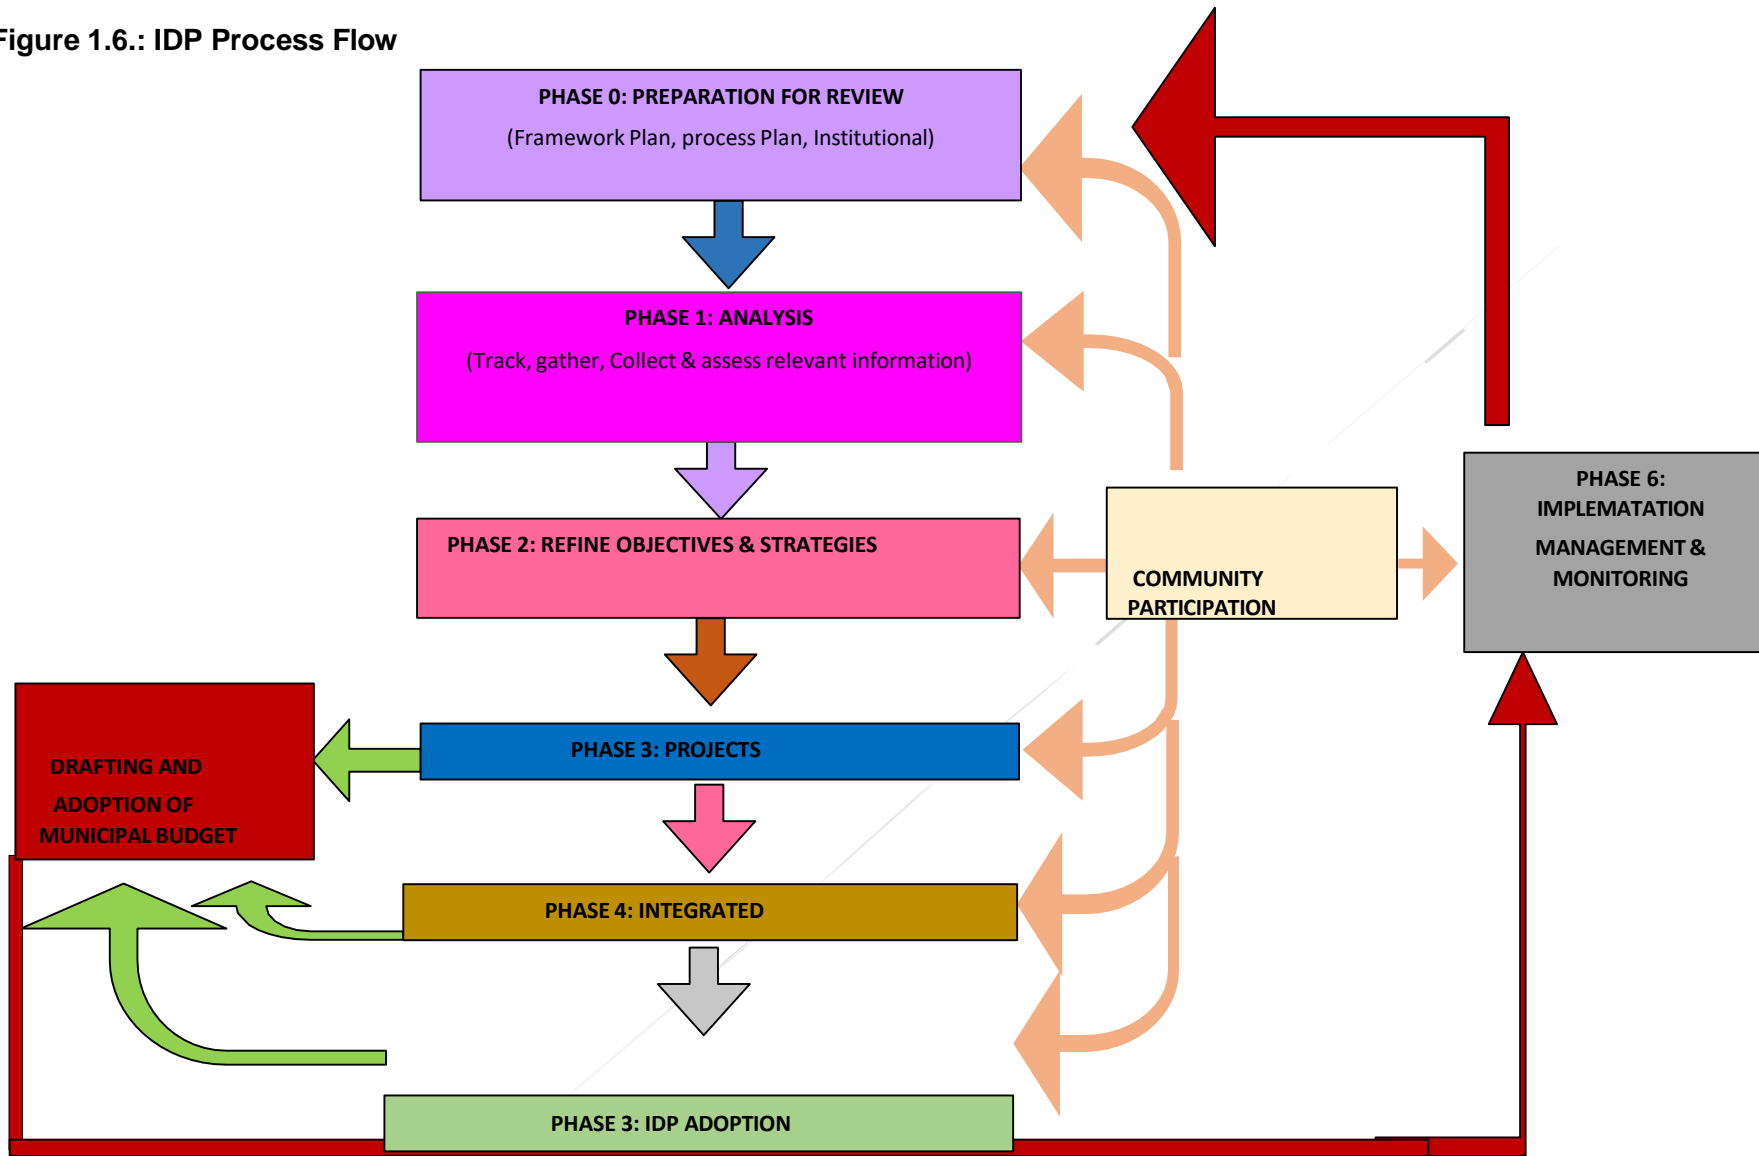 Figure 1.6.: IDP Process Flow
PHASE 0: PREPARATION FOR REVIEW
(Framework Plan, process Plan, Institutional)
PHASE 1: ANALYSIS
(Track, gather, Collect & assess relevant information)
PHASE 2: REFINE OBJECTIVES & STRATEGIES
COMMUNITY
PARTICIPATION
PHASE 6:
IMPLEMATATION
MANAGEMENT &
MONITORING
DRAFTING AND
ADOPTION OF
MUNICIPAL BUDGET
PHASE 3: PROJECTS
PHASE 4: INTEGRATED
PHASE 3: IDP ADOPTION